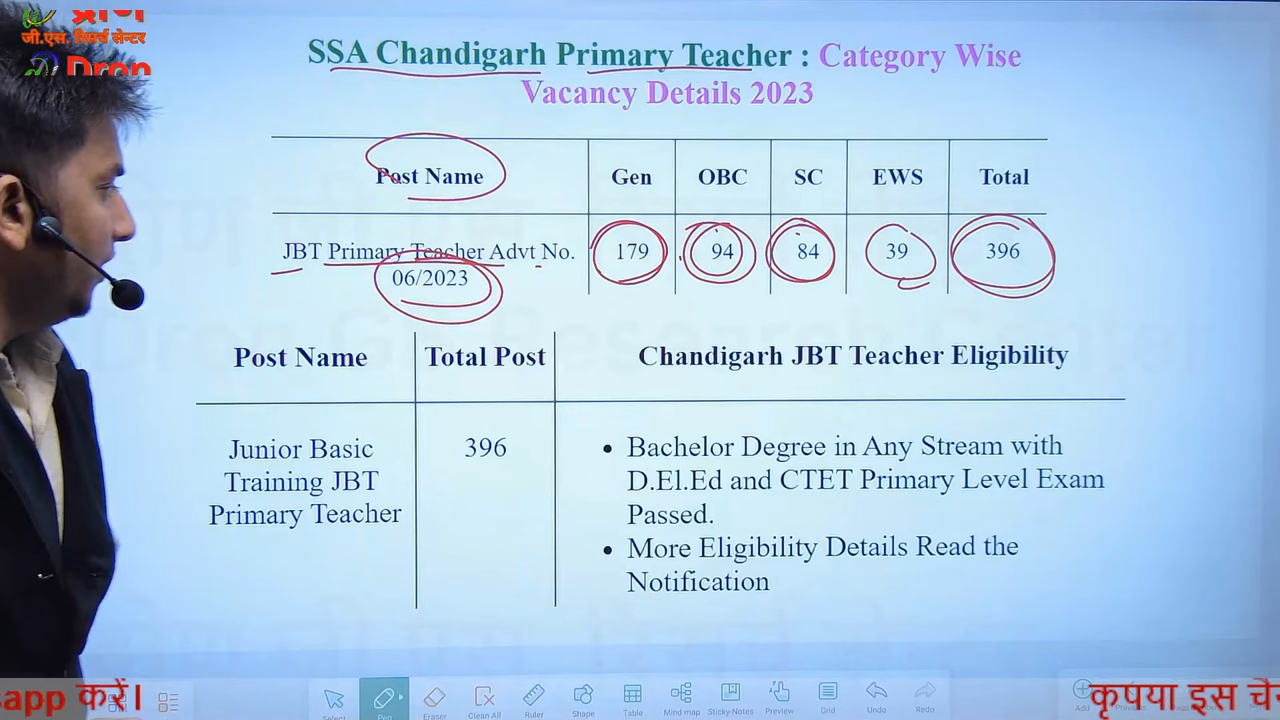 जी.एस. रिसर्च सेन्टर
SSA Chandigarh Primary Teacher : Category Wise
Vacancy Details 2023
Post Name Gen OBC SC EWS Total
JBT Primary Teacher Advt No. 179 94 84 39 396
06/2023
Post Name Total Post Chandigarh JBT Teacher Eligibility
Junior Basic 396 • Bachelor Degree in Any Stream with
Training JBT D.El.Ed and CTET Primary Level Exam
Primary Teacher Passed.
• More Eligibility Details Read the
Notification
करें। कृपया इस
Select Pen Eraser Clean All Ruler Shape Table Mind map Sticky-Notes Preview Grid Undo Redo Add